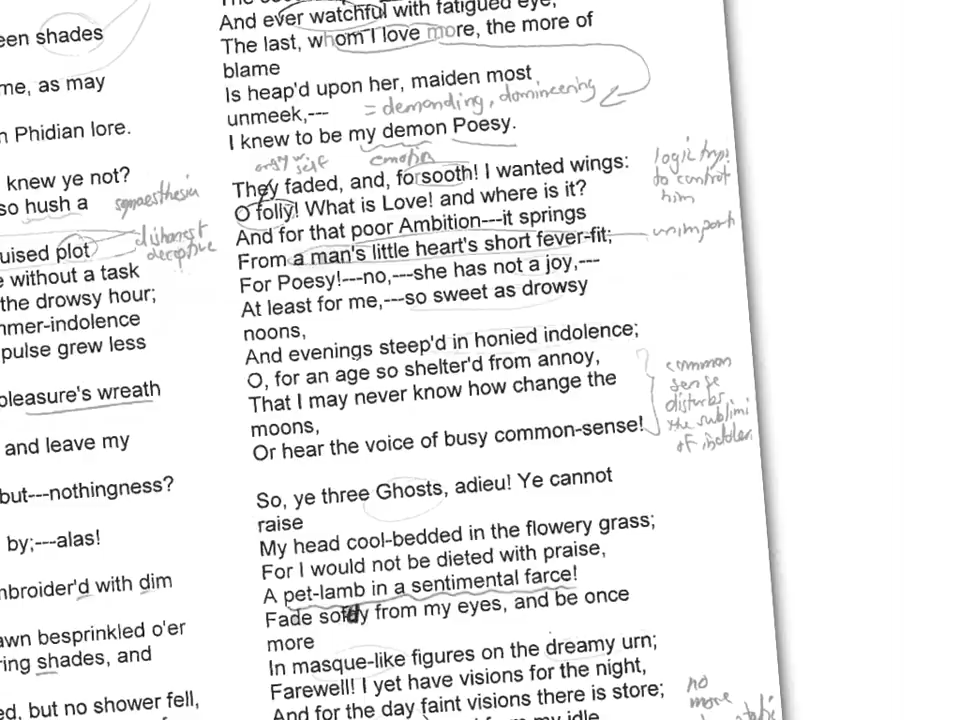 een shades
me, as may
n Phidian lore.
knew ye not?
so hush a
synaesthesia
uised plot
dishonest
deceptive
e without a task
the drowsy hour;
mmer-indolence
pulse grew less
pleasure's wreath
and leave my
but---nothingness?
by;---alas!
mbroider'd with dim
awn besprinkled o'er
ring shades, and
ed, but no shower fell,
And ever watchful with fatigued eye;
The last, whom I love more, the more of
blame
Is heap'd upon her, maiden most
unmeek,---
= demanding, domineering
I knew to be my demon Poesy.
emotion
They faded, and, forsooth! I wanted wings:
O folly! What is Love! and where is it?
And for that poor Ambition---it springs
From a man's little heart's short fever-fit;
For Poesy!---no,---she has not a joy,---
At least for me,---so sweet as drowsy
noons,
And evenings steep'd in honied indolence;
O, for an age so shelter'd from annoy,
That I may never know how change the
moons,
Or hear the voice of busy common-sense!
logic trys
to control
him
unimport
common
sense
disturbs
the sublimi
of indolen
So, ye three Ghosts, adieu! Ye cannot
raise
My head cool-bedded in the flowery grass;
For I would not be dieted with praise,
A pet-lamb in a sentimental farce!
Fade softly from my eyes, and be once
more
In masque-like figures on the dreamy urn;
Farewell! I yet have visions for the night,
And for the day faint visions there is store;
from my idle
no
more